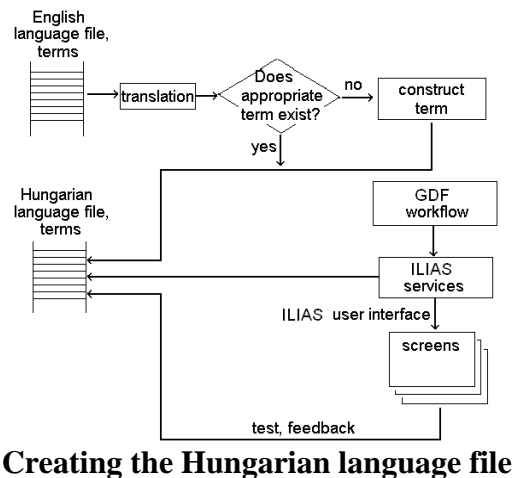 English
language file,
terms
translation
Does
appropriate
term exist?
no
construct
term
yes
Hungarian
language file,
terms
GDF
workflow
ILIAS
services
ILIAS user interface
screens
test, feedback
Creating the Hungarian language file